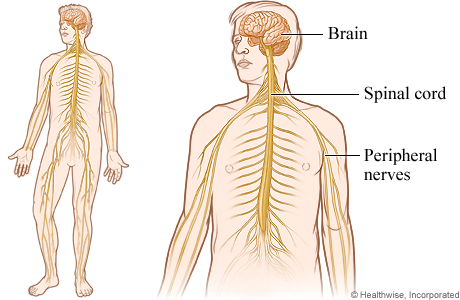 Brain
Spinal cord
Peripheral
nerves
© Healthwise, Incorporated